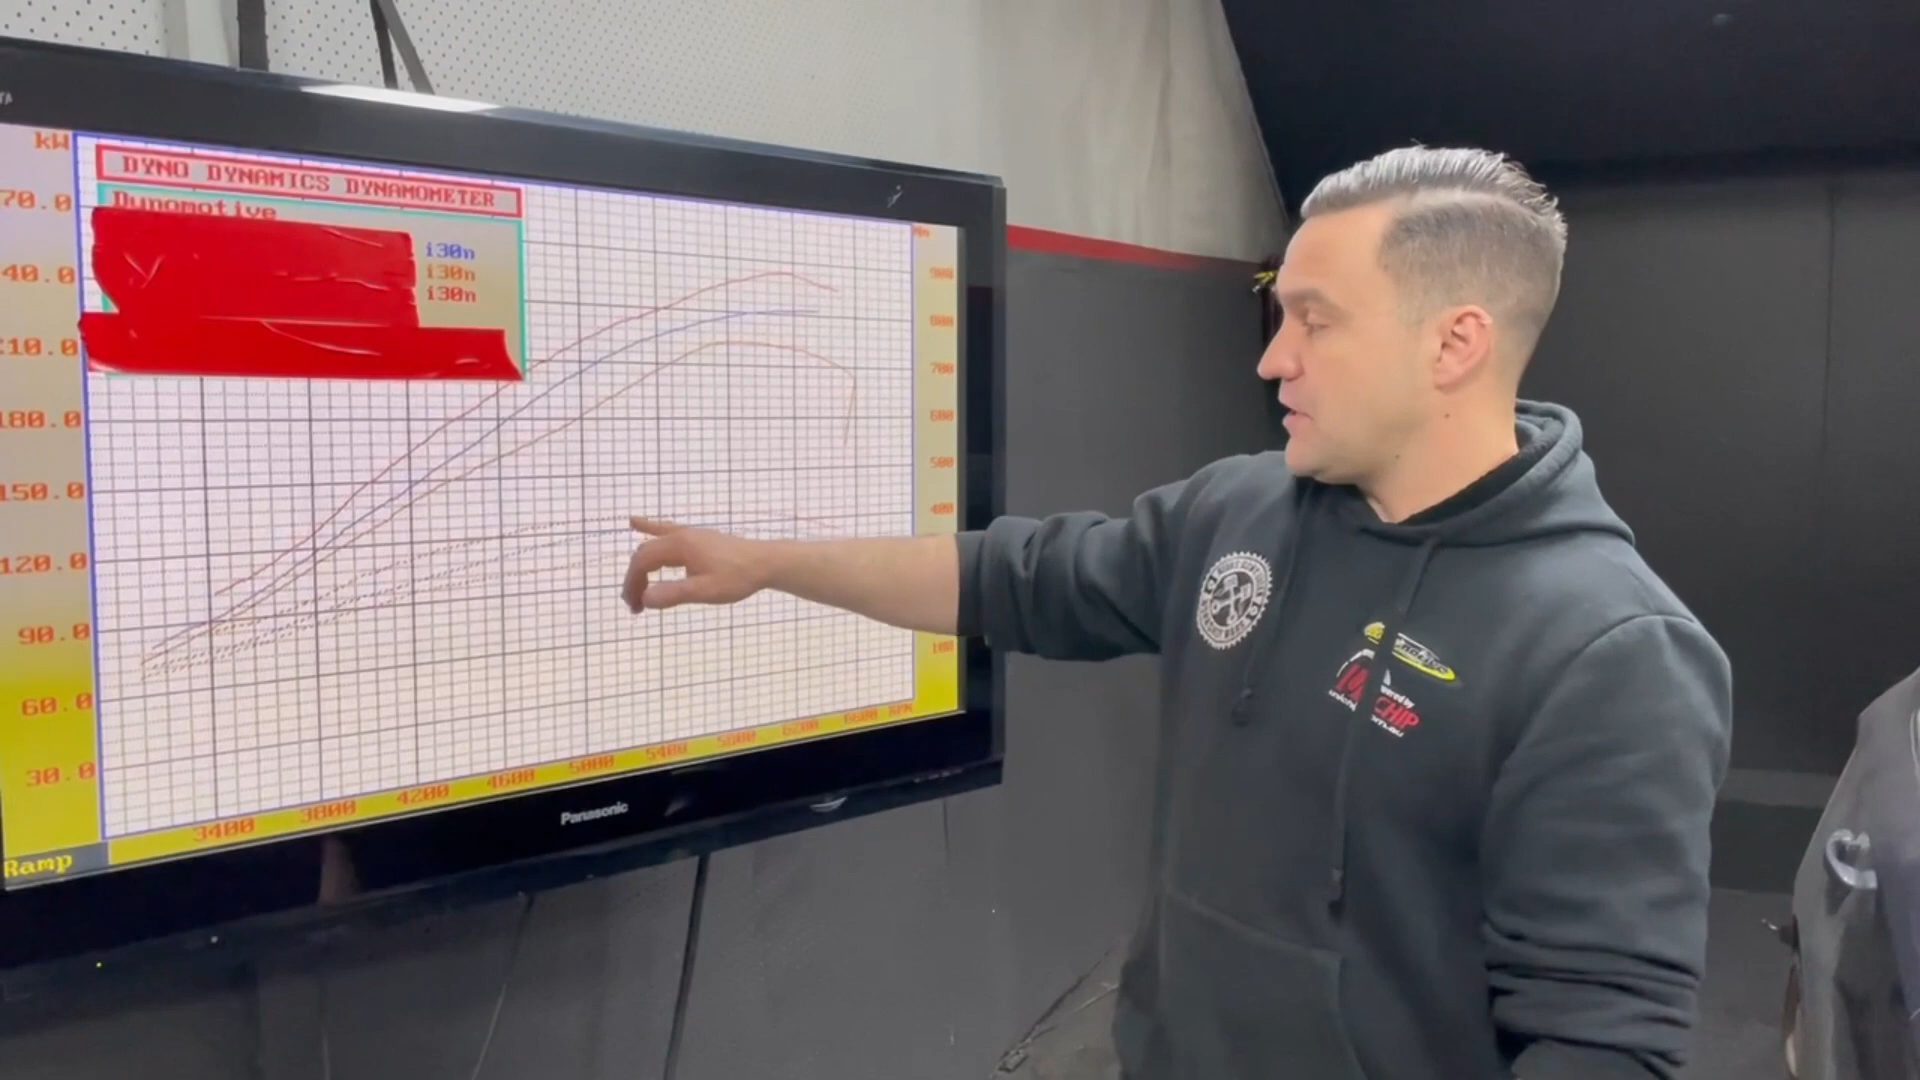 kW
DYNO DYNAMICS DYNAMOMETER
Dynomotive
i30n
i30n
i30n
70.0
40.0
10.0
180.0
150.0
120.0
90.0
60.0
30.0
900
800
700
600
500
400
100
3400 3800 4200 4600 5000 5400 5800 6200 6600 RPM
Ramp
Panasonic
CHIP